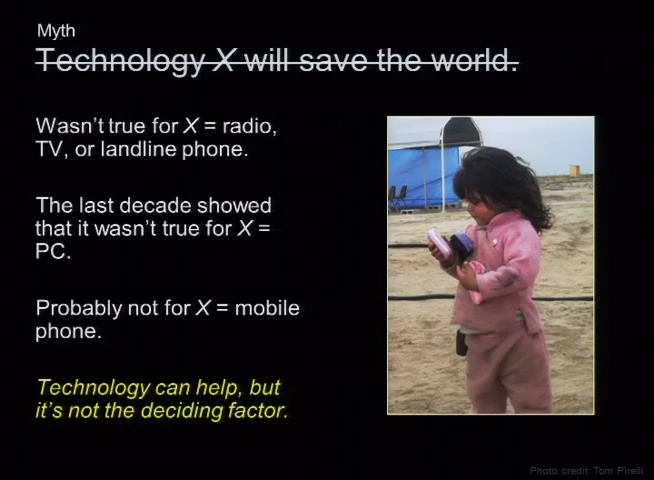 Myth
Technology X will save the world.
Wasn't true for X = radio,
TV, or landline phone.
The last decade showed
that it wasn't true for X =
PC.
Probably not for X = mobile
phone.
Technology can help, but
it's not the deciding factor.
Photo credit: Tom Pirelli